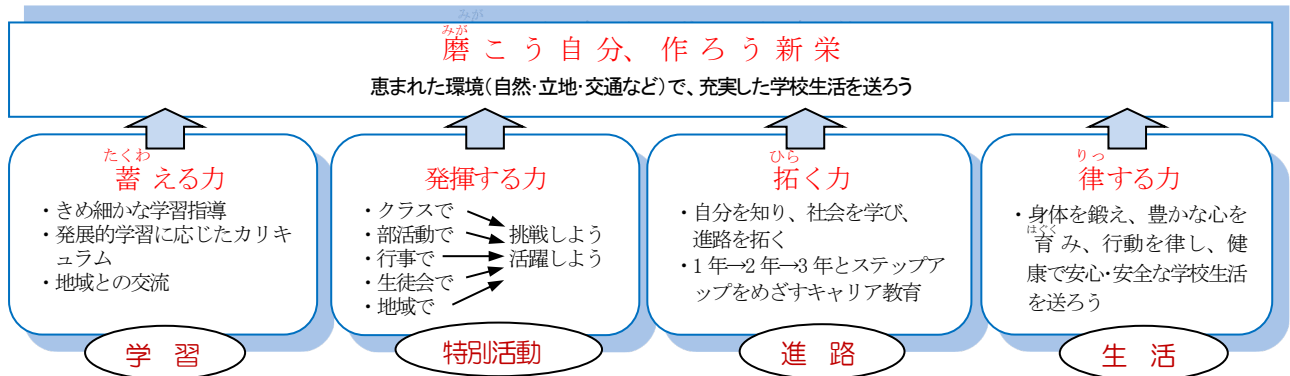 みが
みが
磨こう自分、作ろう新栄
恵まれた環境(自然・立地・交通など)で、充実した学校生活を送ろう
たくわ
蓄える力
・きめ細かな学習指導
・発展的学習に応じたカリキ
ュラム
・地域との交流
学習
発揮する力
・クラスで
・部活動で
・行事で
・生徒会で
・地域で
挑戦しよう
活躍しよう
特別活動
ひら
拓く力
・自分を知り、社会を学び、
進路を拓く
・1年→2年→3年とステップア
ップをめざすキャリア教育
進路
りっ
律する力
・身体を鍛え、豊かな心を
はぐく
育み、行動を律し、健
康で安心・安全な学校生活
を送ろう
生活